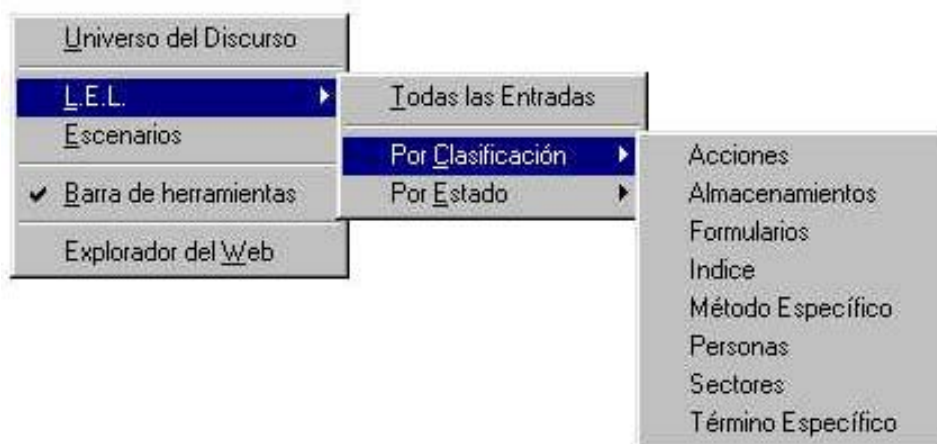 Universo del Discurso
L.E.L.
Escenarios
Barra de herramientas
Explorador del Web
Todas las Entradas
Por Clasificación
Por Estado
Acciones
Almacenamientos
Formularios
Indice
Método Específico
Personas
Sectores
Término Específico